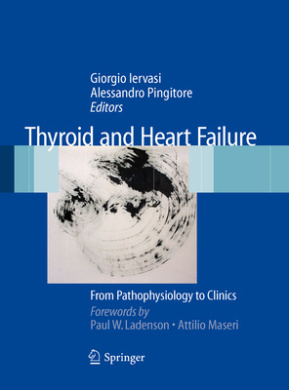 Giorgio Iervasi
Alessandro Pingitore
Editors
Thyroid and Heart Failure
From Pathophysiology to Clinics
Forewords by
Paul W. Ladenson • Attilio Maseri
Springer